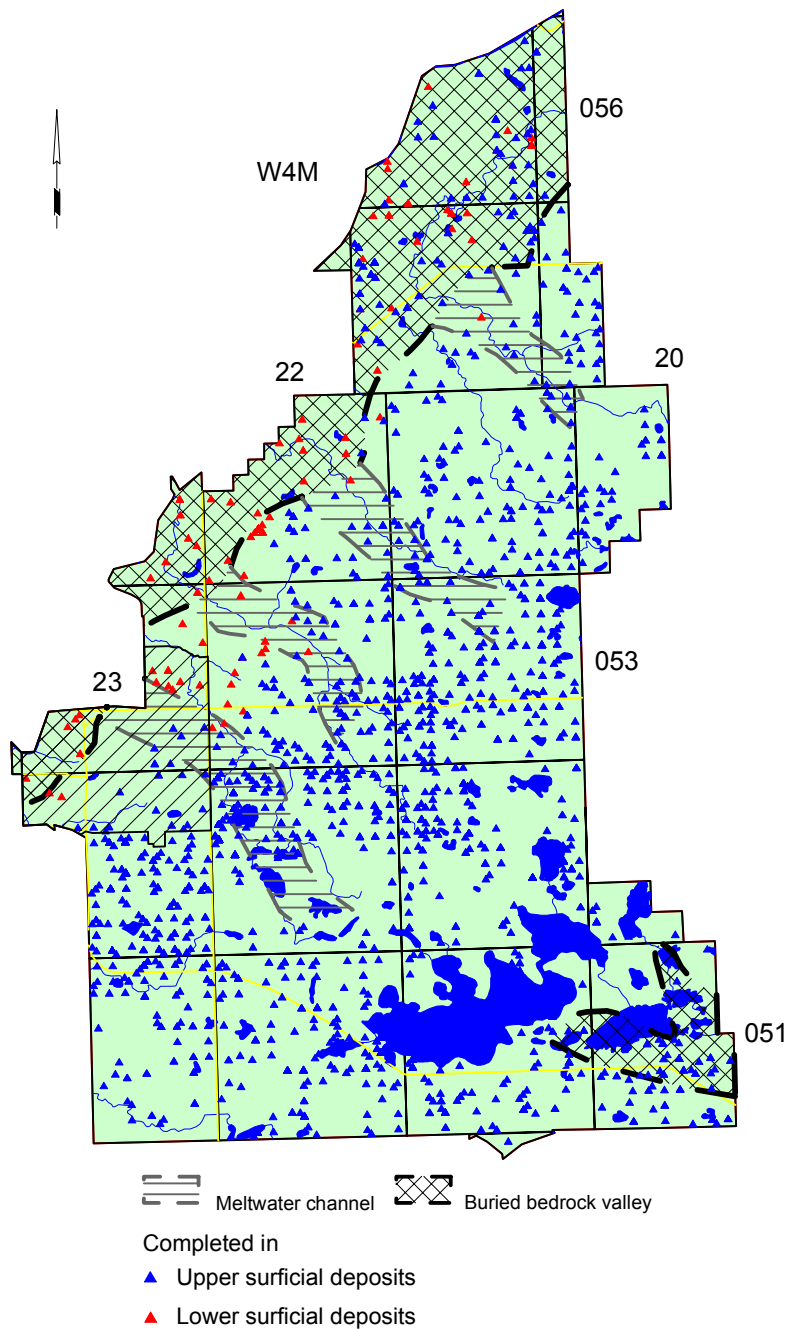 056
W4M
20
22
053
23
051
Meltwater channel
Buried bedrock valley
Completed in
Upper surficial deposits
Lower surficial deposits